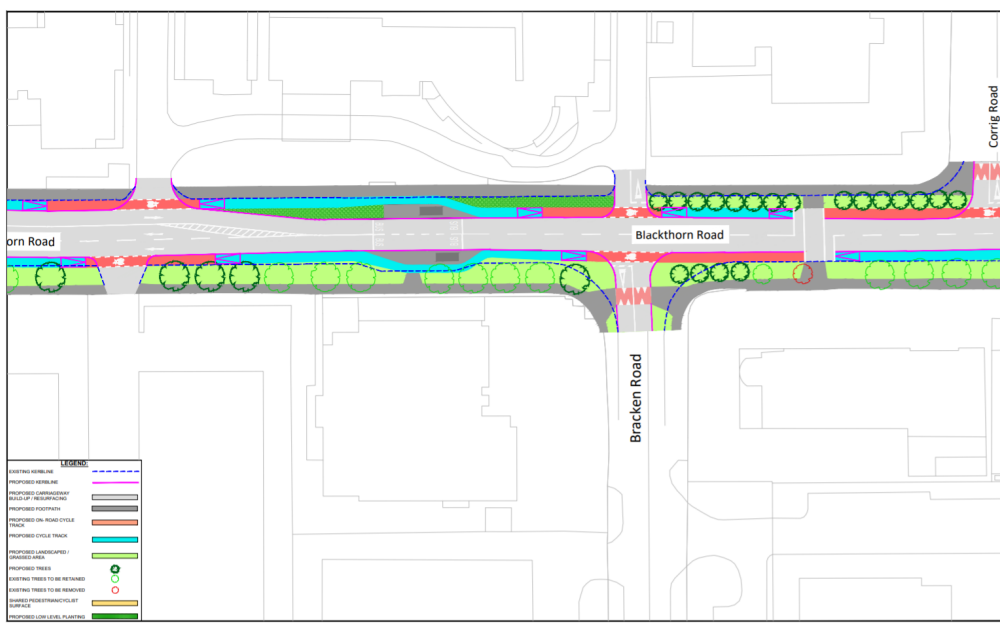 Corrig Road
orn Road
Blackthorn Road
Bracken Road
LEGEND:
EXISTING KERBLINE
PROPOSED KERBLINE
PROPOSED CARRIAGEWAY
BUILD-UP / RESURFACING
PROPOSED FOOTPATH
PROPOSED ON- ROAD CYCLE
TRACK
PROPOSED CYCLE TRACK
PROPOSED LANDSCAPED /
GRASSED AREA
PROPOSED TREES
EXISTING TREES TO BE RETAINED
EXISTING TREES TO BE REMOVED
SHARED PEDESTRIAN/CYCLIST
SURFACE
PROPOSED LOW LEVEL PLANTING